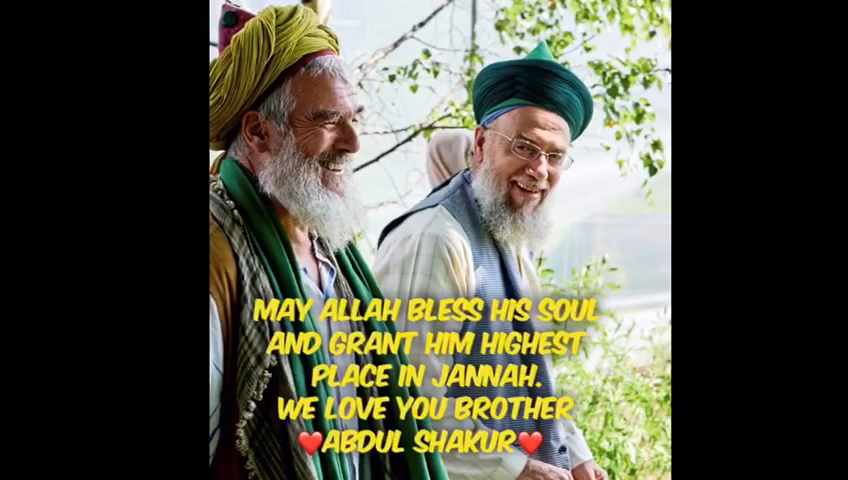 MAY ALLAH BLESS HIS SOUL
AND GRANT HIM HIGHEST
PLACE IN JANNAH.
WE LOVE YOU BROTHER
❤️ABDUL SHAKUR❤️